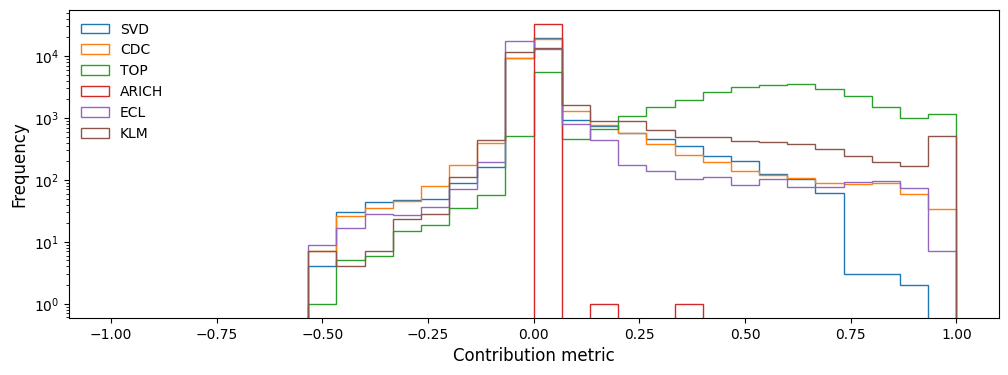 SVD
CDC
TOP
ARICH
ECL
KLM
Frequency
10⁴
10³
10²
10¹
10⁰
−1.00 −0.75 −0.50 −0.25 0.00 0.25 0.50 0.75 1.00
Contribution metric